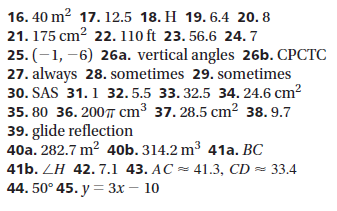 16. 40 m² 17. 12.5 18. H 19. 6.4 20. 8
21. 175 cm² 22. 110 ft 23. 56.6 24. 7
25. (−1, −6) 26a. vertical angles 26b. CPCTC
27. always 28. sometimes 29. sometimes
30. SAS 31. 1 32. 5.5 33. 32.5 34. 24.6 cm²
35. 80 36. 200π cm³ 37. 28.5 cm² 38. 9.7
39. glide reflection
40a. 282.7 m² 40b. 314.2 m³ 41a. BC
41b. ∠H 42. 7.1 43. AC ≈ 41.3, CD ≈ 33.4
44. 50° 45. y = 3x − 10